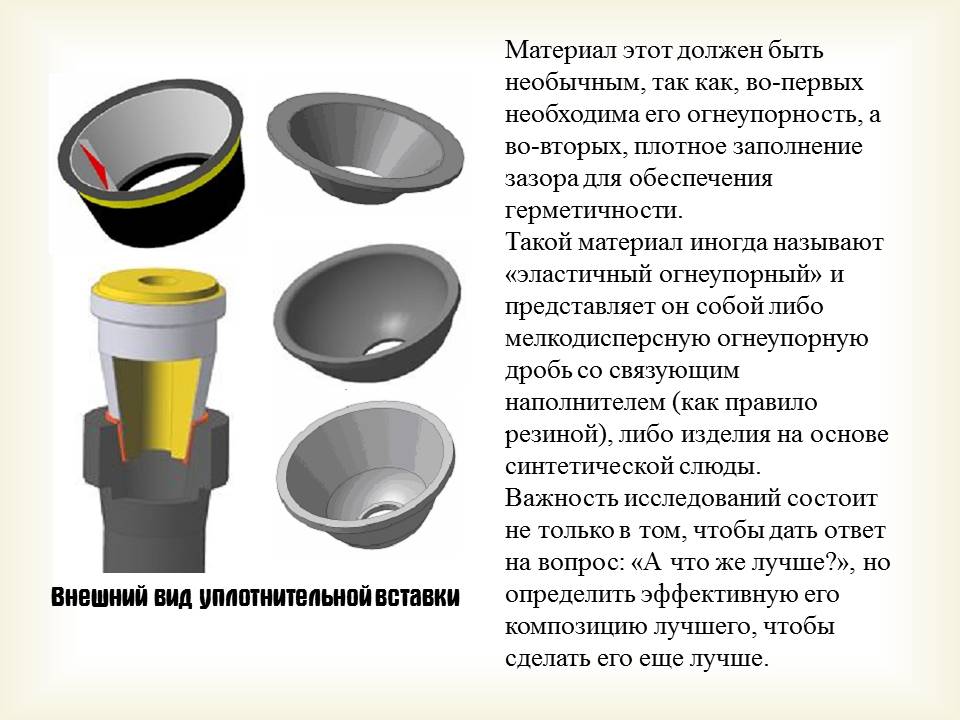 Материал этот должен быть
необычным, так как, во-первых
необходима его огнеупорность, а
во-вторых, плотное заполнение
зазора для обеспечения
герметичности.
Такой материал иногда называют
«эластичный огнеупорный» и
представляет он собой либо
мелкодисперсную огнеупорную
дробь со связующим
наполнителем (как правило
резиной), либо изделия на основе
синтетической слюды.
Важность исследований состоит
не только в том, чтобы дать ответ
на вопрос: «А что же лучше?», но
определить эффективную его
композицию лучшего, чтобы
сделать его еще лучше.
Внешний вид уплотнительной вставки